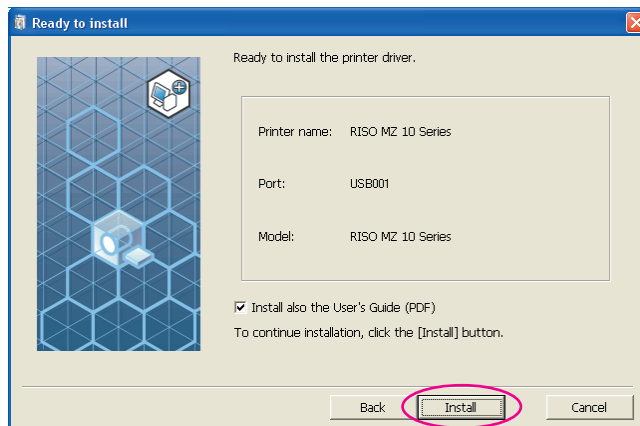 Ready to install
Ready to install the printer driver.
Printer name: RISO MZ 10 Series
Port: USB001
Model: RISO MZ 10 Series
Install also the User's Guide (PDF)
To continue installation, click the [Install] button.
Back Install Cancel